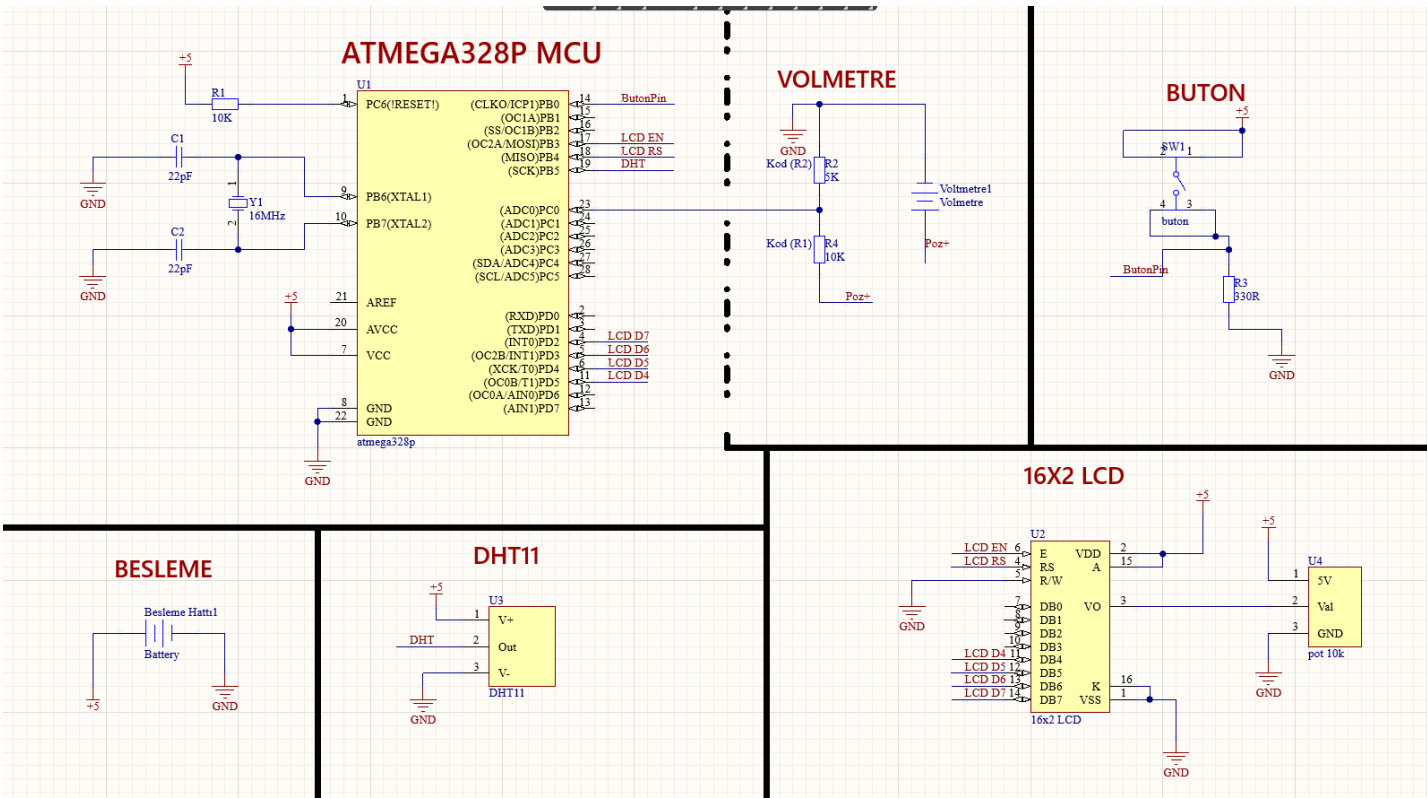 ATMEGA328P MCU
+5
R1
10K
C1
22pF
GND
1
Y1
16MHz
2
C2
22pF
GND
U1
1 PC6(!RESET!)
9 PB6(XTAL1)
10 PB7(XTAL2)
21 AREF
+5
20 AVCC
7 VCC
8 GND
22 GND
GND
atmega328p
(CLKO/ICP1)PB0 14 ButonPin
(OC1A)PB1 15
(SS/OC1B)PB2 16
(OC2A/MOSI)PB3 17 LCD EN
(MISO)PB4 18 LCD RS
(SCK)PB5 19 DHT
(ADC0)PC0 23
(ADC1)PC1 24
(ADC2)PC2 25
(ADC3)PC3 26
(SDA/ADC4)PC4 27
(SCL/ADC5)PC5 28
(RXD)PD0 2
(TXD)PD1 3
(INT0)PD2 4 LCD D7
(OC2B/INT1)PD3 5 LCD D6
(XCK/T0)PD4 6 LCD D5
(OC0B/T1)PD5 11 LCD D4
(OC0A/AIN0)PD6 12
(AIN1)PD7 13
VOLMETRE
GND
Kod (R2) R2
5K
Voltmetre1
Volmetre
Kod (R1) R4
10K
Poz+
Poz+
BUTON
+5
SW1
2 1
4 3
buton
ButonPin
R3
330R
GND
BESLEME
Besleme Hattı1
Battery
+5
GND
DHT11
+5
U3
1 V+
DHT 2 Out
3 V-
GND
DHT11
16X2 LCD
+5
U2
LCD EN 6 E VDD 2
LCD RS 4 RS A 15
5 R/W
GND
7 DB0 VO 3
8 DB1
9 DB2
10 DB3
LCD D4 11 DB4
LCD D5 12 DB5
LCD D6 13 DB6 K 16
LCD D7 14 DB7 VSS 1
16x2 LCD
GND
+5
U4
1 5V
2 Val
3 GND
pot 10k
GND